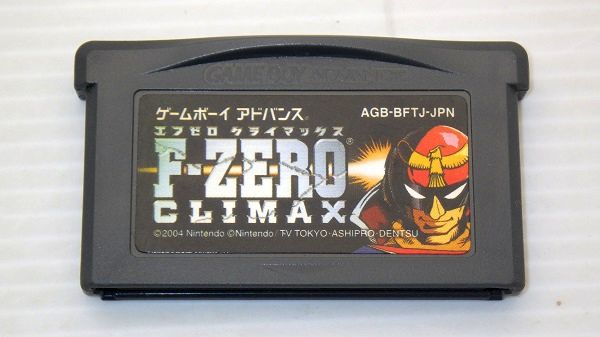 GAME BOY ADVANCE
ゲームボーイ アドバンス® AGB-BFTJ-JPN
エフゼロ クライマックス
F-ZERO®
CLIMAX
©2004 Nintendo ©Nintendo/TV TOKYO·ASHIPRO·DENTSU